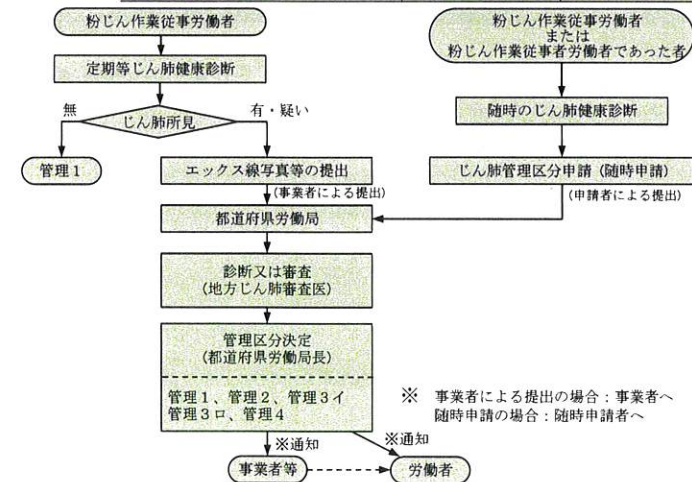 粉じん作業従事労働者
定期等じん肺健康診断
無
有・疑い
じん肺所見
管理1
エックス線写真等の提出
(事業者による提出)
粉じん作業従事労働者
または
粉じん作業従事者労働者であった者
随時のじん肺健康診断
じん肺管理区分申請(随時申請)
(申請者による提出)
都道府県労働局
診断又は審査
(地方じん肺審査医)
管理区分決定
(都道府県労働局長)
管理1、管理2、管理3イ
管理3ロ、管理4
※ 事業者による提出の場合:事業者へ
随時申請の場合:随時申請者へ
※通知
※通知
事業者等
労働者